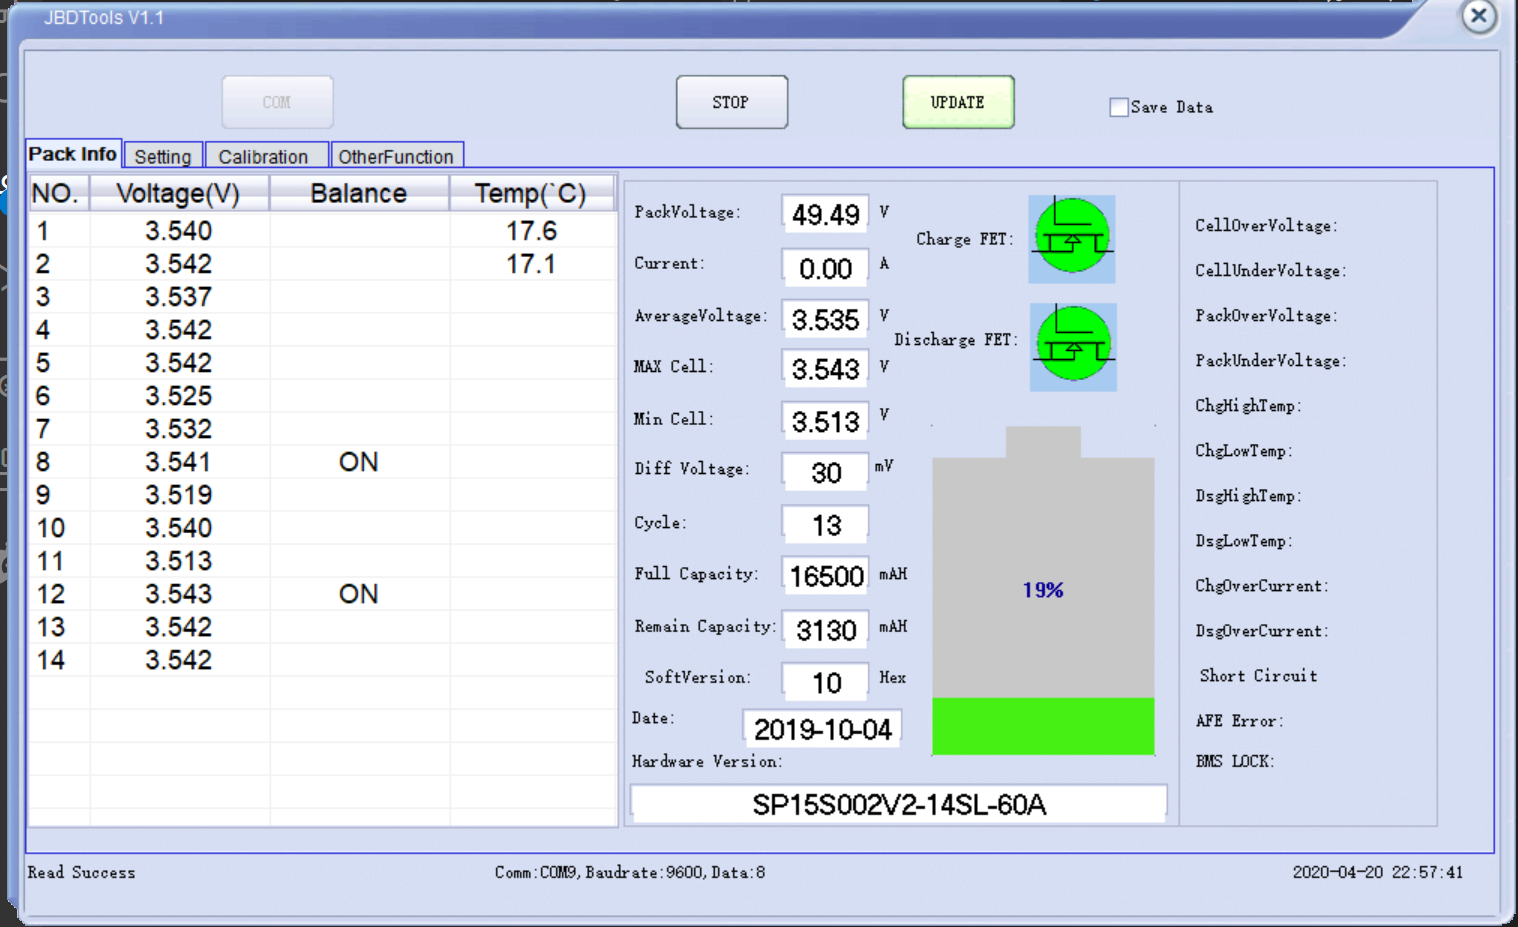 JBDTools V1.1
COM
STOP
UPDATE
Save Data
Pack Info Setting Calibration OtherFunction
NO. Voltage(V) Balance Temp(`C)
1 3.540 17.6
2 3.542 17.1
3 3.537
4 3.542
5 3.542
6 3.525
7 3.532
8 3.541 ON
9 3.519
10 3.540
11 3.513
12 3.543 ON
13 3.542
14 3.542
PackVoltage: 49.49 V
Current: 0.00 A
AverageVoltage: 3.535 V
MAX Cell: 3.543 V
Min Cell: 3.513 V
Diff Voltage: 30 mV
Cycle: 13
Full Capacity: 16500 mAH
Remain Capacity: 3130 mAH
SoftVersion: 10 Hex
Date: 2019-10-04
Hardware Version:
SP15S002V2-14SL-60A
Charge FET:
Discharge FET:
19%
CellOverVoltage:
CellUnderVoltage:
PackOverVoltage:
PackUnderVoltage:
ChgHighTemp:
ChgLowTemp:
DsgHighTemp:
DsgLowTemp:
ChgOverCurrent:
DsgOverCurrent:
Short Circuit
AFE Error:
BMS LOCK:
Read Success
Comm:COM9,Baudrate:9600,Data:8
2020-04-20 22:57:41